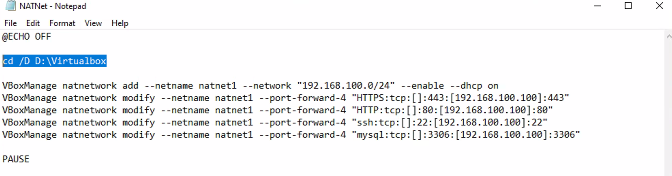 NATNet - Notepad
File Edit Format View Help
@ECHO OFF
cd /D D:\Virtualbox
VBoxManage natnetwork add --netname natnet1 --network "192.168.100.0/24" --enable --dhcp on
VBoxManage natnetwork modify --netname natnet1 --port-forward-4 "HTTPS:tcp:[]:443:[192.168.100.100]:443"
VBoxManage natnetwork modify --netname natnet1 --port-forward-4 "HTTP:tcp:[]:80:[192.168.100.100]:80"
VBoxManage natnetwork modify --netname natnet1 --port-forward-4 "ssh:tcp:[]:22:[192.168.100.100]:22"
VBoxManage natnetwork modify --netname natnet1 --port-forward-4 "mysql:tcp:[]:3306:[192.168.100.100]:3306"
PAUSE